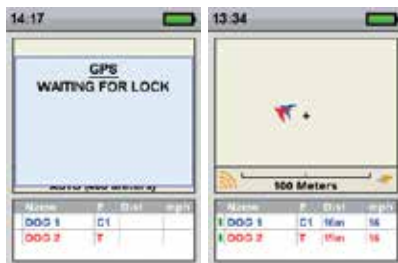 14:17
GPS
WAITING FOR LOCK
Name Dist mph
DOG 1 C1
DOG 2 T
13:34
100 Meters
Name Dist mph
DOG 1 C1 16
DOG 2 T 16